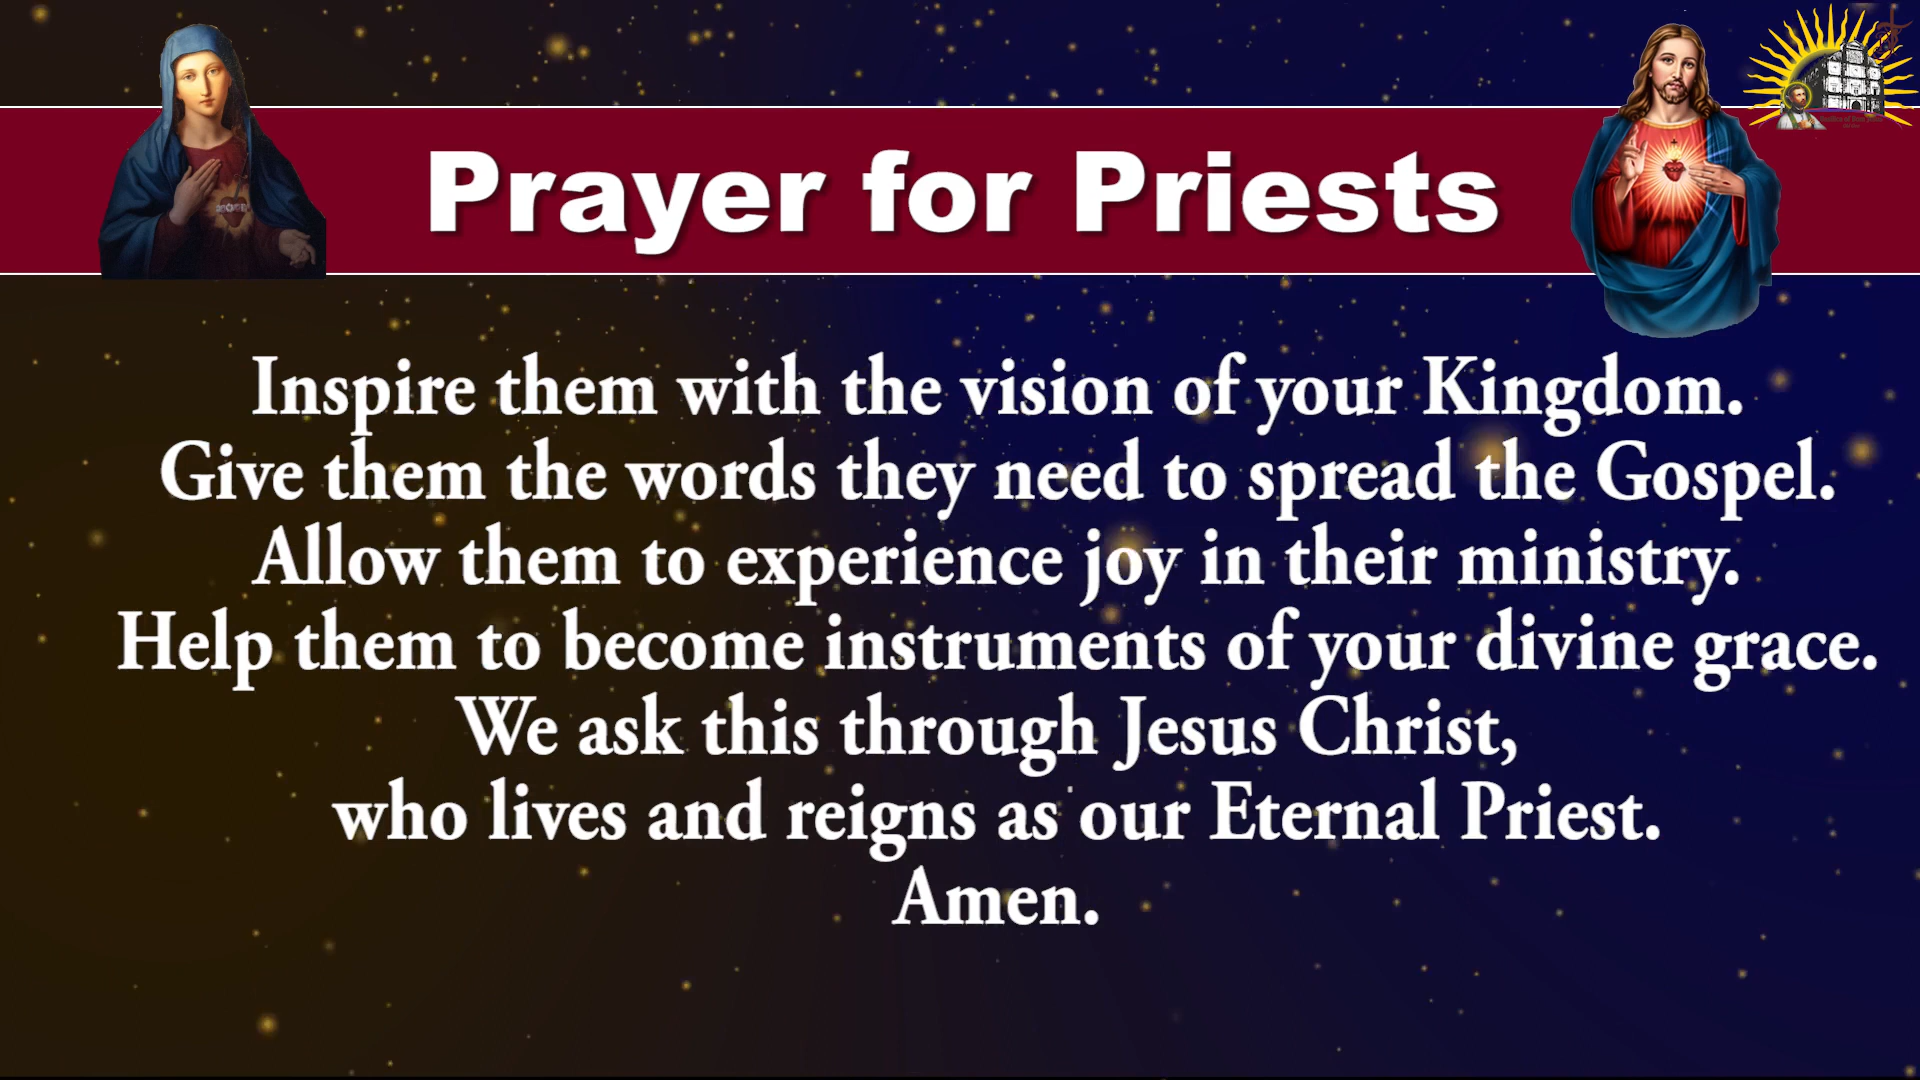 Prayer for Priests
Inspire them with the vision of your Kingdom.
Give them the words they need to spread the Gospel.
Allow them to experience joy in their ministry.
Help them to become instruments of your divine grace.
We ask this through Jesus Christ,
who lives and reigns as our Eternal Priest.
Amen.